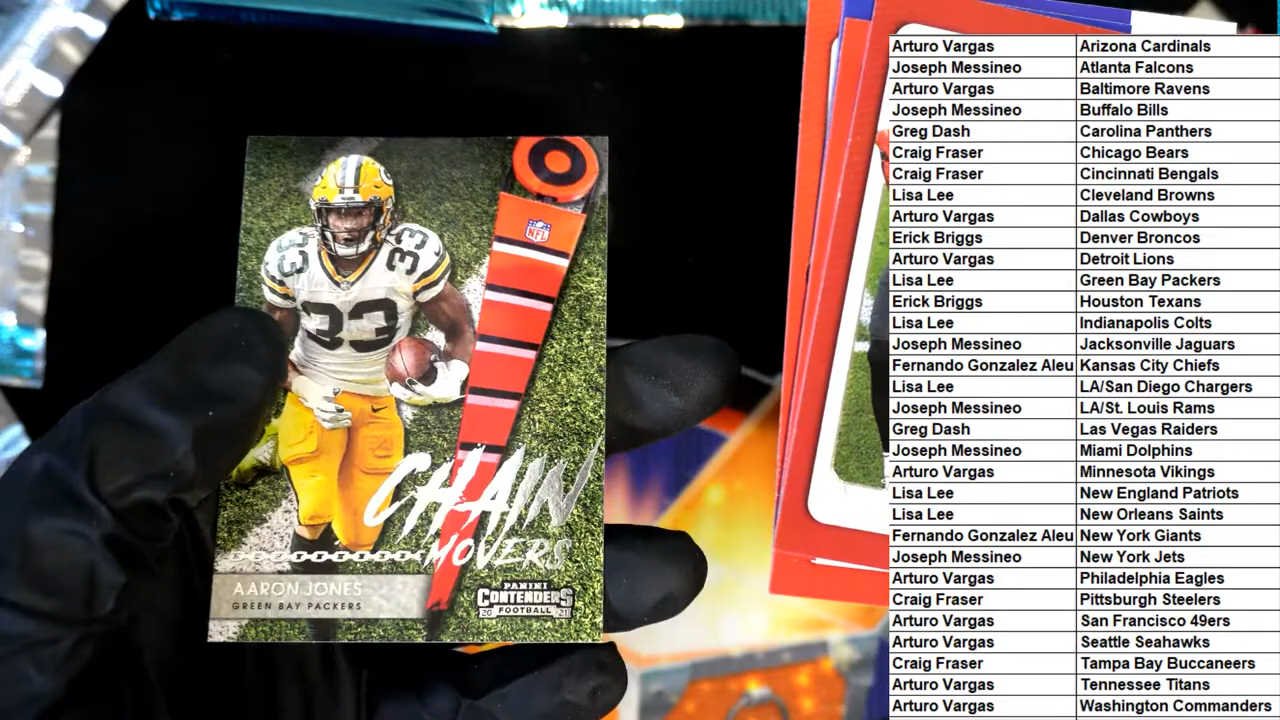 33
33
33
NFL
CHAIN
MOVERS
AARON JONES
GREEN BAY PACKERS
PANINI
CONTENDERS
20 FOOTBALL 21
Arturo Vargas Arizona Cardinals
Joseph Messineo Atlanta Falcons
Arturo Vargas Baltimore Ravens
Joseph Messineo Buffalo Bills
Greg Dash Carolina Panthers
Craig Fraser Chicago Bears
Craig Fraser Cincinnati Bengals
Lisa Lee Cleveland Browns
Arturo Vargas Dallas Cowboys
Erick Briggs Denver Broncos
Arturo Vargas Detroit Lions
Lisa Lee Green Bay Packers
Erick Briggs Houston Texans
Lisa Lee Indianapolis Colts
Joseph Messineo Jacksonville Jaguars
Fernando Gonzalez Aleu Kansas City Chiefs
Lisa Lee LA/San Diego Chargers
Joseph Messineo LA/St. Louis Rams
Greg Dash Las Vegas Raiders
Joseph Messineo Miami Dolphins
Arturo Vargas Minnesota Vikings
Lisa Lee New England Patriots
Lisa Lee New Orleans Saints
Fernando Gonzalez Aleu New York Giants
Joseph Messineo New York Jets
Arturo Vargas Philadelphia Eagles
Craig Fraser Pittsburgh Steelers
Arturo Vargas San Francisco 49ers
Arturo Vargas Seattle Seahawks
Craig Fraser Tampa Bay Buccaneers
Arturo Vargas Tennessee Titans
Arturo Vargas Washington Commanders